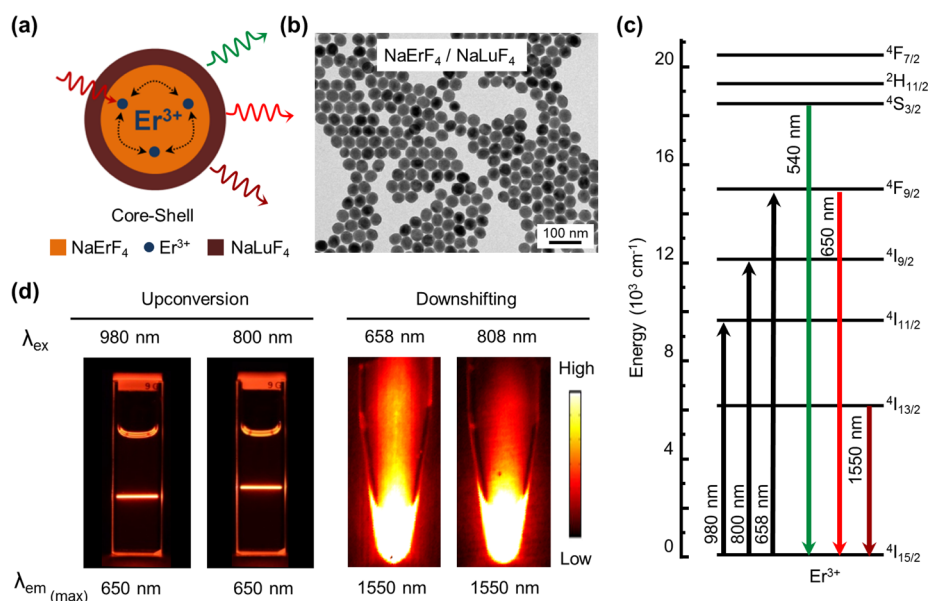 (a)
Er³⁺
Core-Shell
NaErF₄
Er³⁺
NaLuF₄
(b)
NaErF₄ / NaLuF₄
100 nm
(c)
Energy (10³ cm⁻¹)
20
16
12
8
4
0
⁴F₇/₂
²H₁₁/₂
⁴S₃/₂
⁴F₉/₂
⁴I₉/₂
⁴I₁₁/₂
⁴I₁₃/₂
⁴I₁₅/₂
980 nm
800 nm
658 nm
540 nm
650 nm
1550 nm
Er³⁺
(d)
Upconversion
Downshifting
λex
980 nm
800 nm
658 nm
808 nm
High
Low
λem (max)
650 nm
650 nm
1550 nm
1550 nm